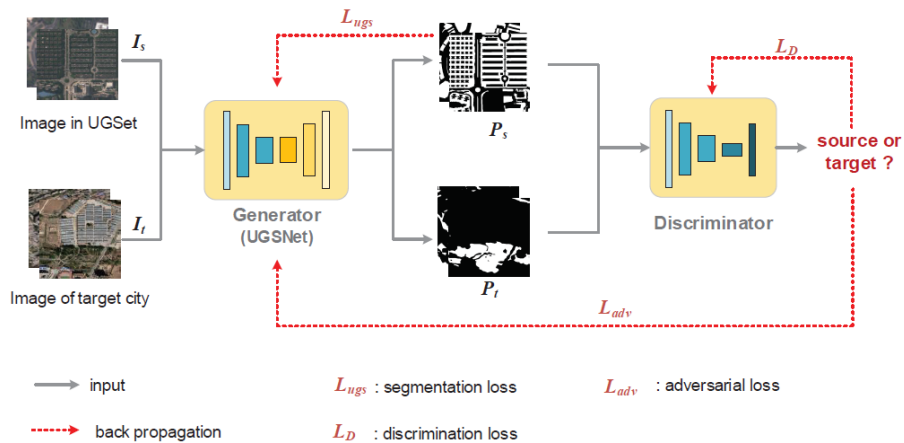 L_ugs
L_D
I_s
Image in UGSet
P_s
source or
target ?
Generator
(UGSNet)
Discriminator
I_t
P_t
Image of target city
L_adv
input
L_ugs : segmentation loss
L_adv : adversarial loss
back propagation
L_D : discrimination loss